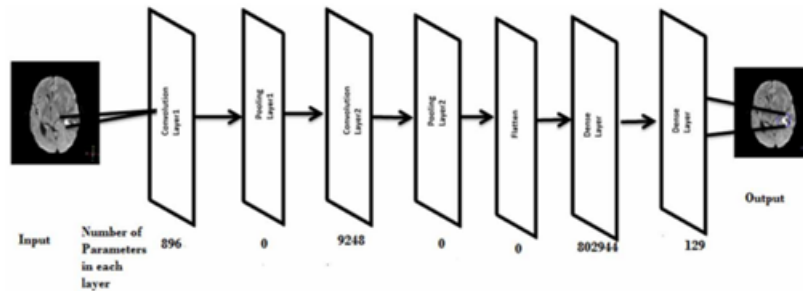 Convolution
Layer1
Pooling
Layer1
Convolution
Layer2
Pooling
Layer2
Flatten
Dense
Layer
Dense
Layer
Output
Input
Number of
Parameters
in each
layer
896
0
9248
0
0
802944
129